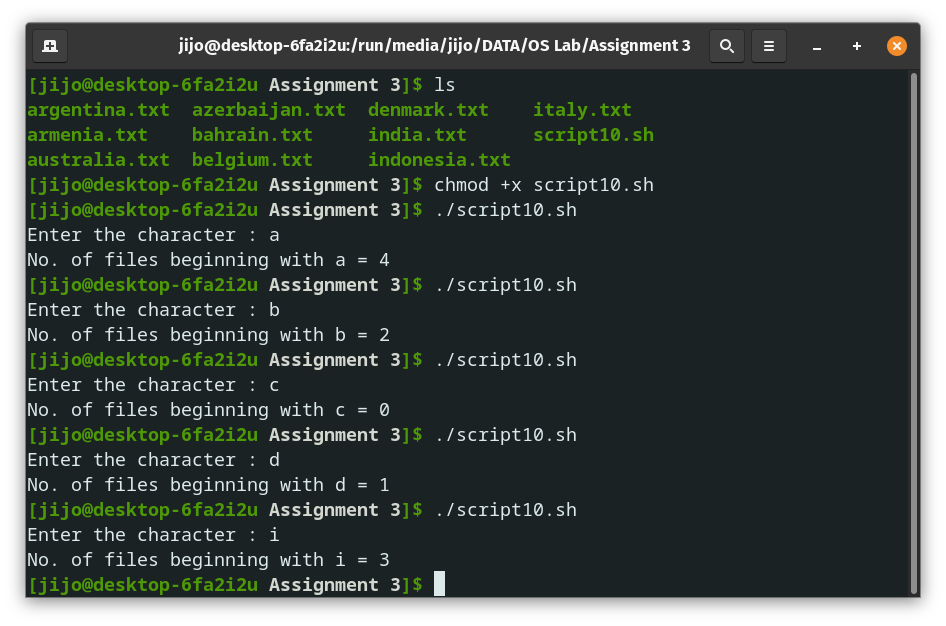 jijo@desktop-6fa2i2u:/run/media/jijo/DATA/OS Lab/Assignment 3
[jijo@desktop-6fa2i2u Assignment 3]$ ls
argentina.txt  azerbaijan.txt  denmark.txt    italy.txt
armenia.txt    bahrain.txt     india.txt      script10.sh
australia.txt  belgium.txt     indonesia.txt
[jijo@desktop-6fa2i2u Assignment 3]$ chmod +x script10.sh
[jijo@desktop-6fa2i2u Assignment 3]$ ./script10.sh
Enter the character : a
No. of files beginning with a = 4
[jijo@desktop-6fa2i2u Assignment 3]$ ./script10.sh
Enter the character : b
No. of files beginning with b = 2
[jijo@desktop-6fa2i2u Assignment 3]$ ./script10.sh
Enter the character : c
No. of files beginning with c = 0
[jijo@desktop-6fa2i2u Assignment 3]$ ./script10.sh
Enter the character : d
No. of files beginning with d = 1
[jijo@desktop-6fa2i2u Assignment 3]$ ./script10.sh
Enter the character : i
No. of files beginning with i = 3
[jijo@desktop-6fa2i2u Assignment 3]$